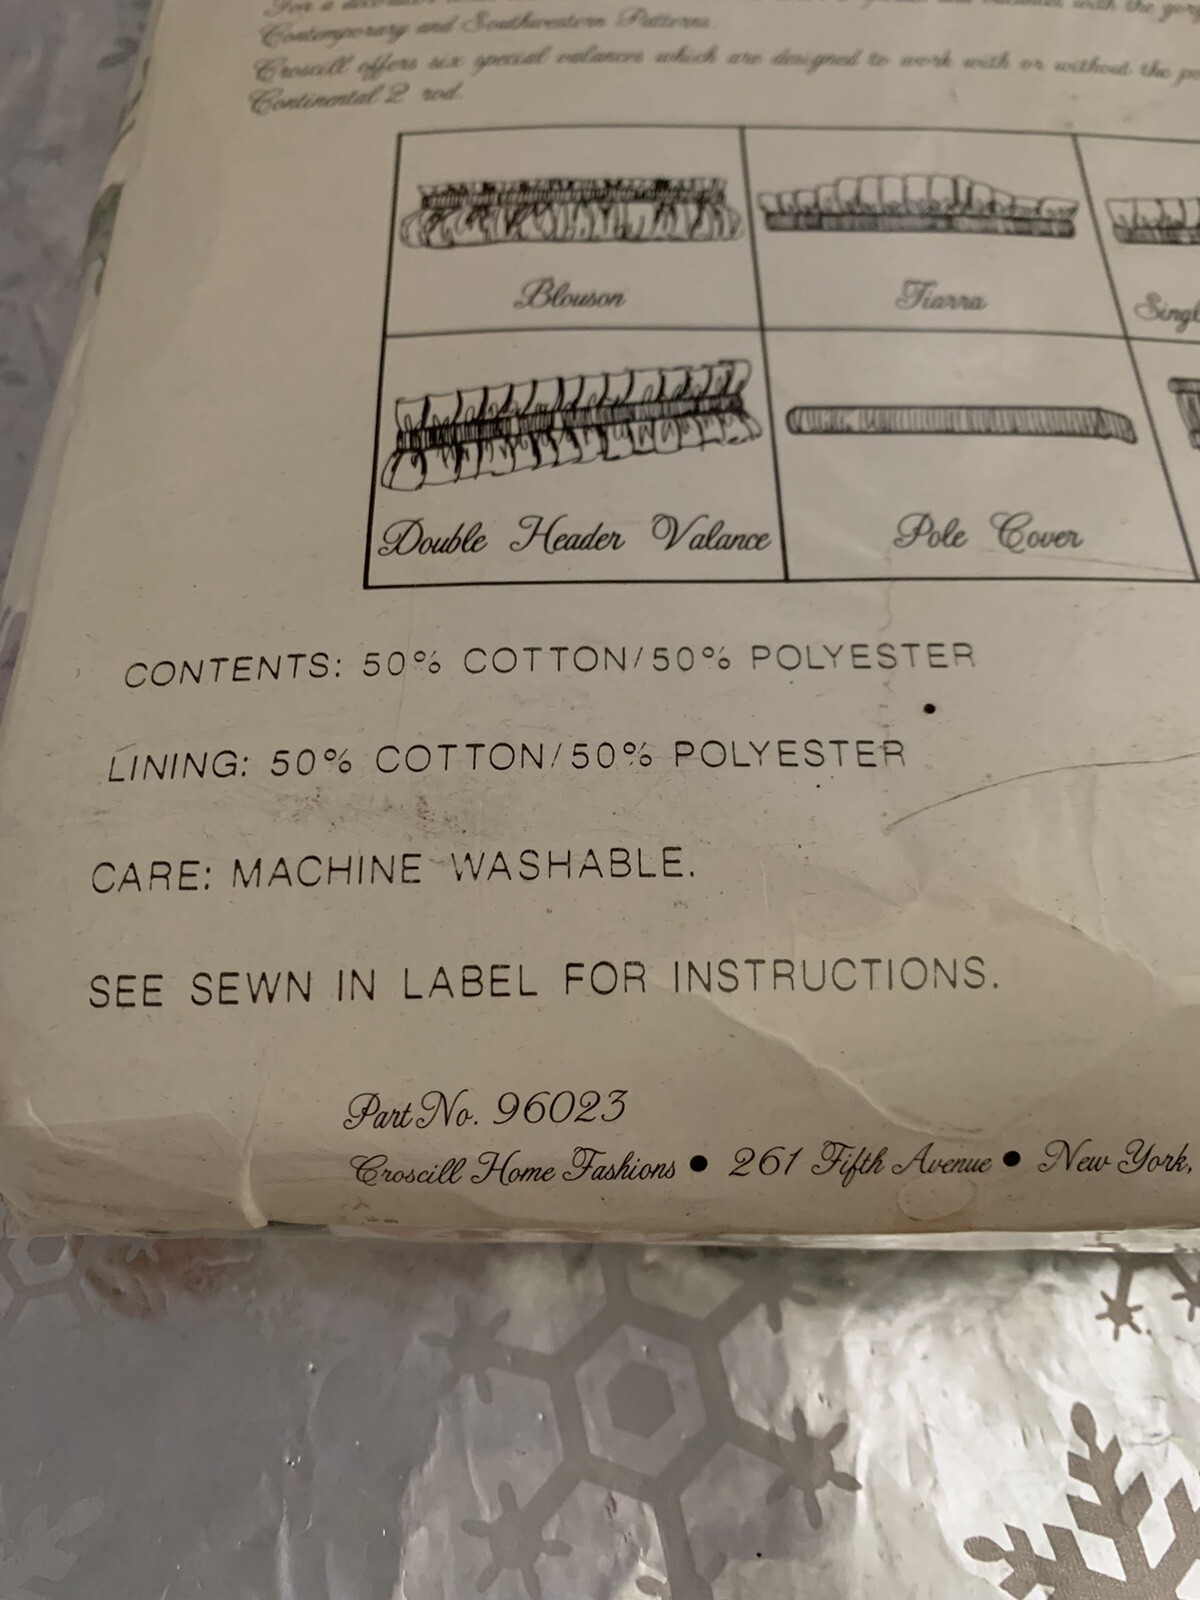 For a
with the
Contemporary and Southwestern Patterns.
Croscill offers six special valances which are designed to work with or without the
Continental 2 rod.
Blouson
Tiarra
Double Header Valance
Pole Cover
CONTENTS: 50% COTTON/50% POLYESTER
LINING: 50% COTTON/50% POLYESTER
CARE: MACHINE WASHABLE.
SEE SEWN IN LABEL FOR INSTRUCTIONS.
Part No. 96023
Croscill Home Fashions ● 261 Fifth Avenue ● New York,